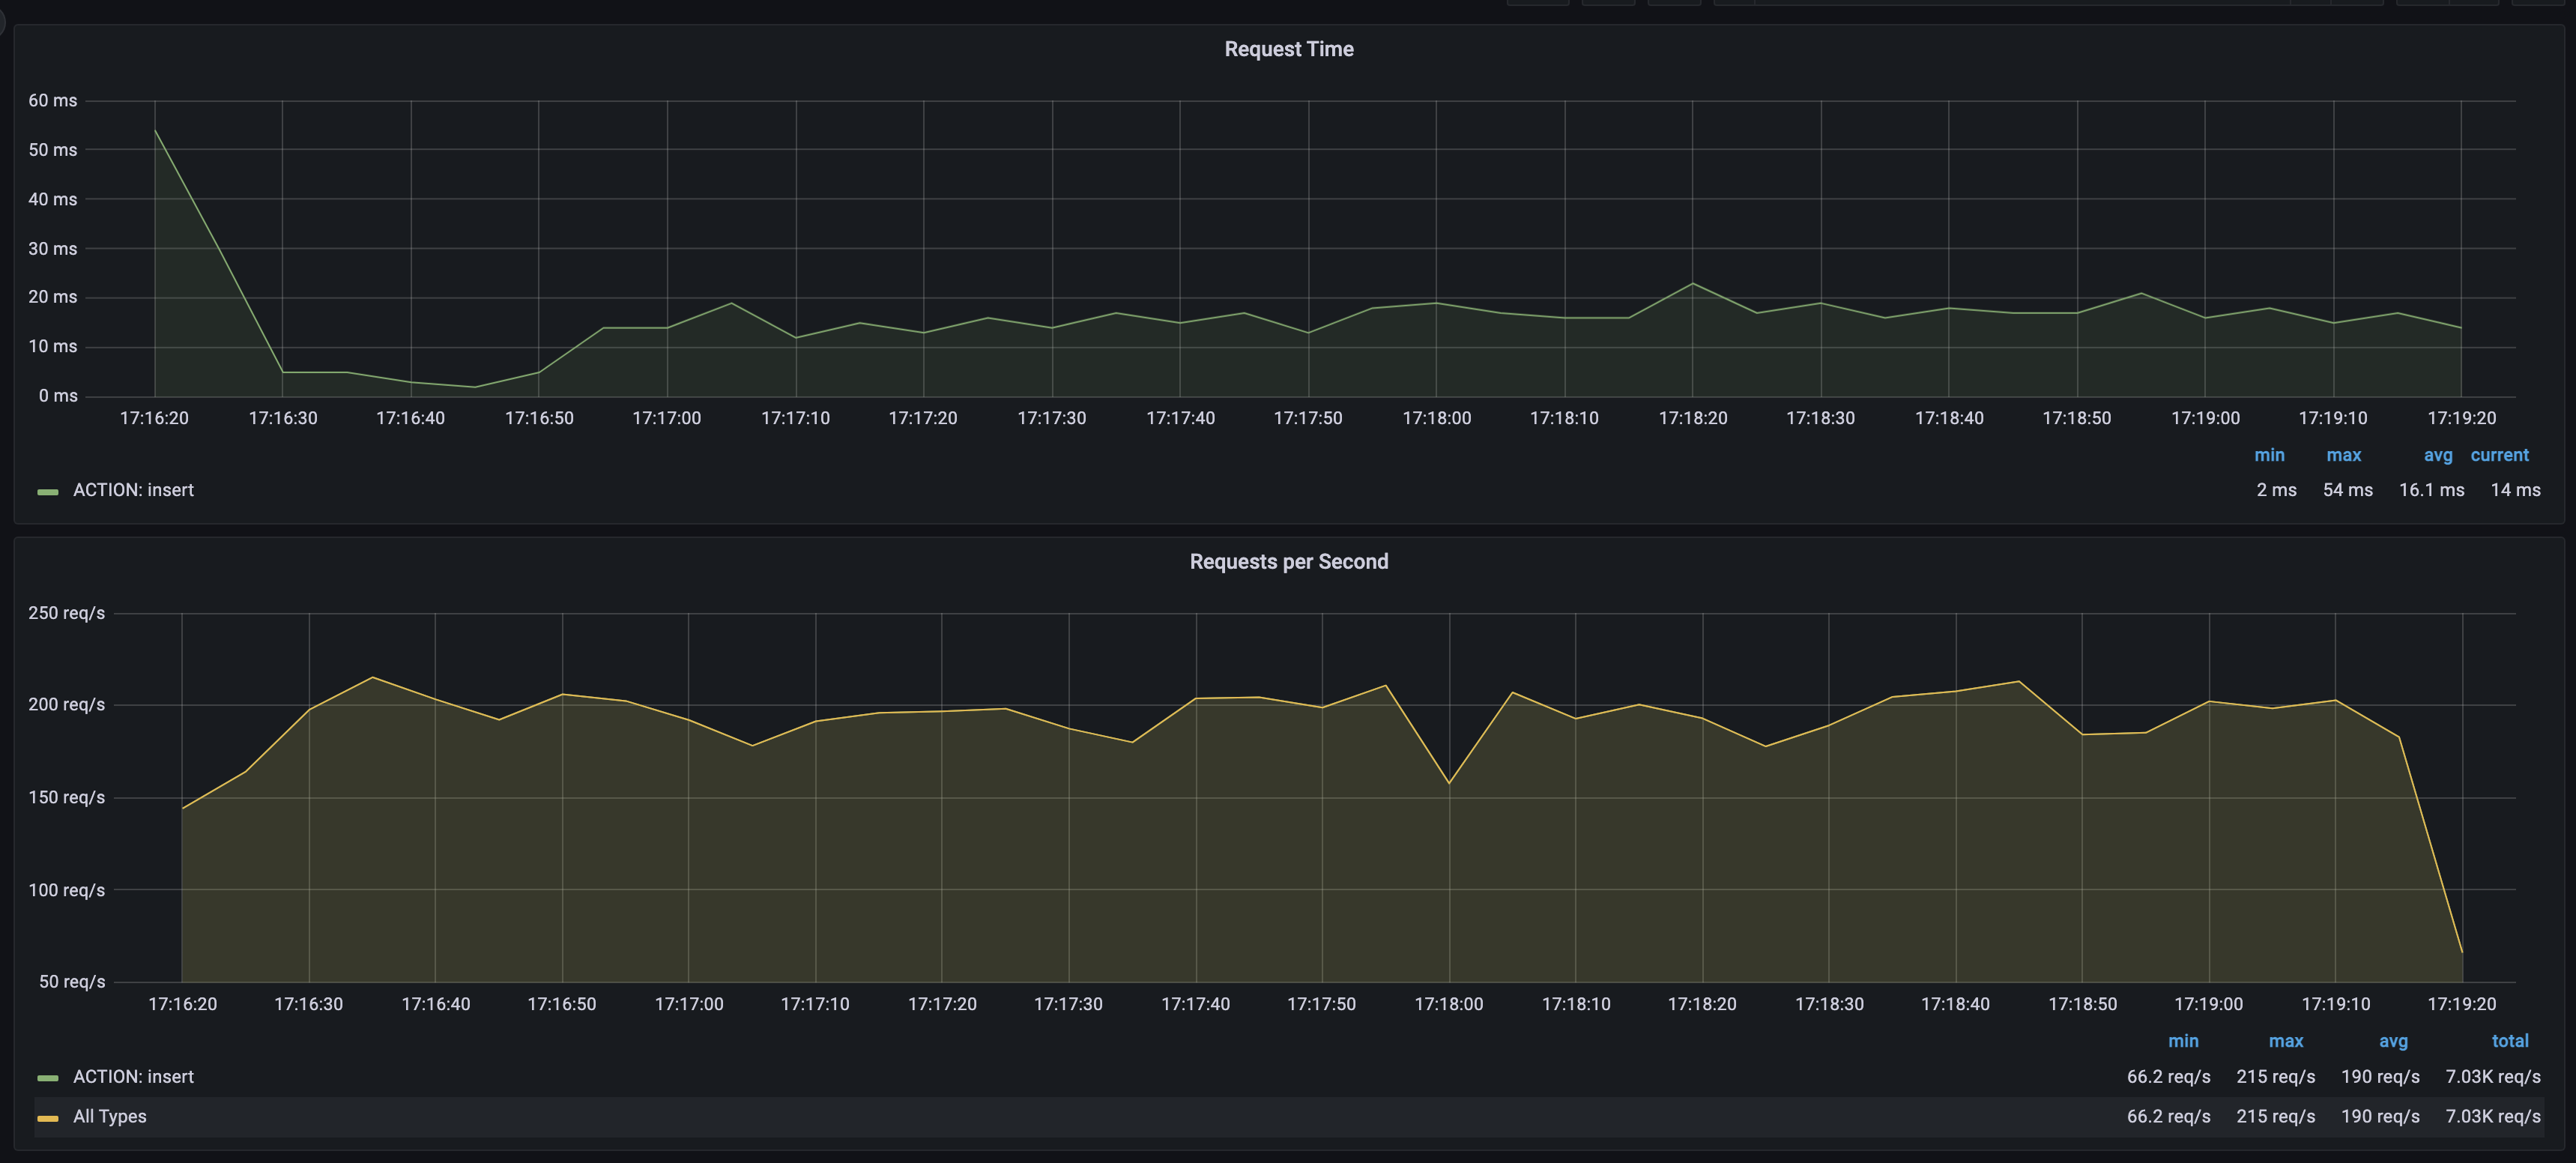 Request Time
60 ms
50 ms
40 ms
30 ms
20 ms
10 ms
0 ms
17:16:20 17:16:30 17:16:40 17:16:50 17:17:00 17:17:10 17:17:20 17:17:30 17:17:40 17:17:50 17:18:00 17:18:10 17:18:20 17:18:30 17:18:40 17:18:50 17:19:00 17:19:10 17:19:20
min max avg current
ACTION: insert 2 ms 54 ms 16.1 ms 14 ms
Requests per Second
250 req/s
200 req/s
150 req/s
100 req/s
50 req/s
17:16:20 17:16:30 17:16:40 17:16:50 17:17:00 17:17:10 17:17:20 17:17:30 17:17:40 17:17:50 17:18:00 17:18:10 17:18:20 17:18:30 17:18:40 17:18:50 17:19:00 17:19:10 17:19:20
min max avg total
ACTION: insert 66.2 req/s 215 req/s 190 req/s 7.03K req/s
All Types 66.2 req/s 215 req/s 190 req/s 7.03K req/s